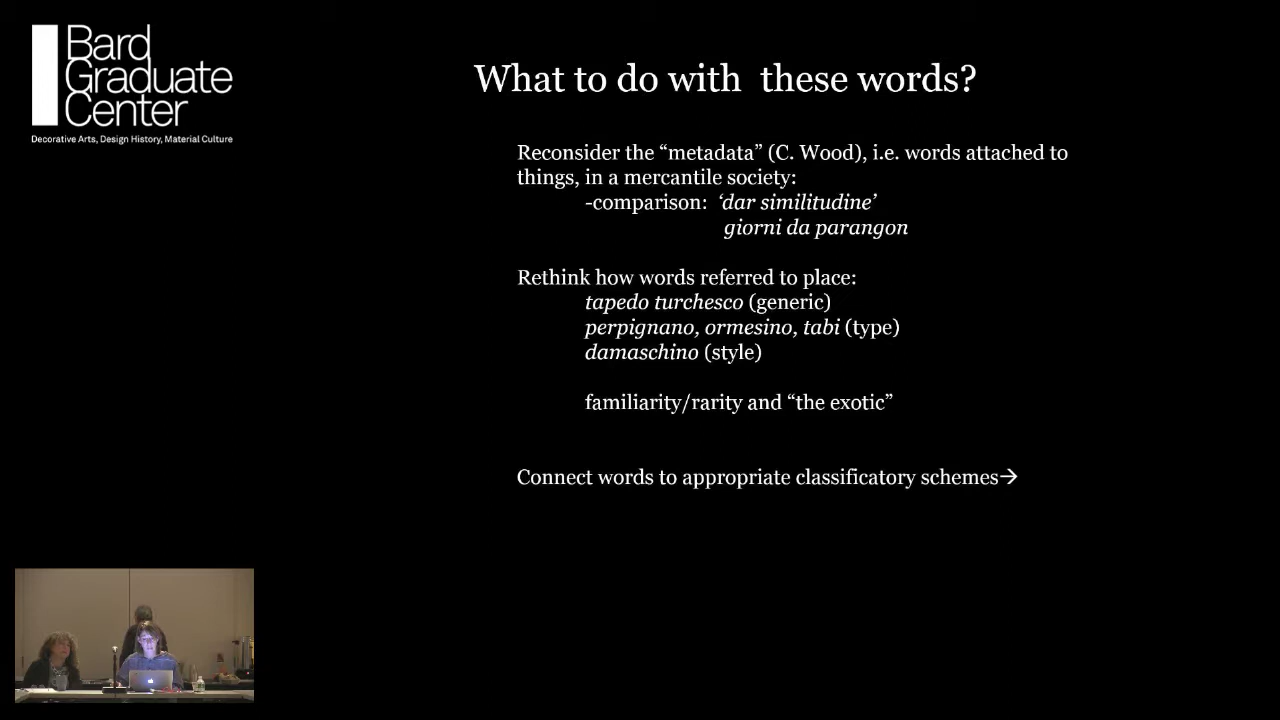 Bard
Graduate
Center
Decorative Arts, Design History, Material Culture
What to do with these words?
Reconsider the “metadata” (C. Wood), i.e. words attached to
things, in a mercantile society:
-comparison: ‘dar similitudine’
giorni da parangon
Rethink how words referred to place:
tapedo turchesco (generic)
perpignano, ormesino, tabi (type)
damaschino (style)
familiarity/rarity and “the exotic”
Connect words to appropriate classificatory schemes→